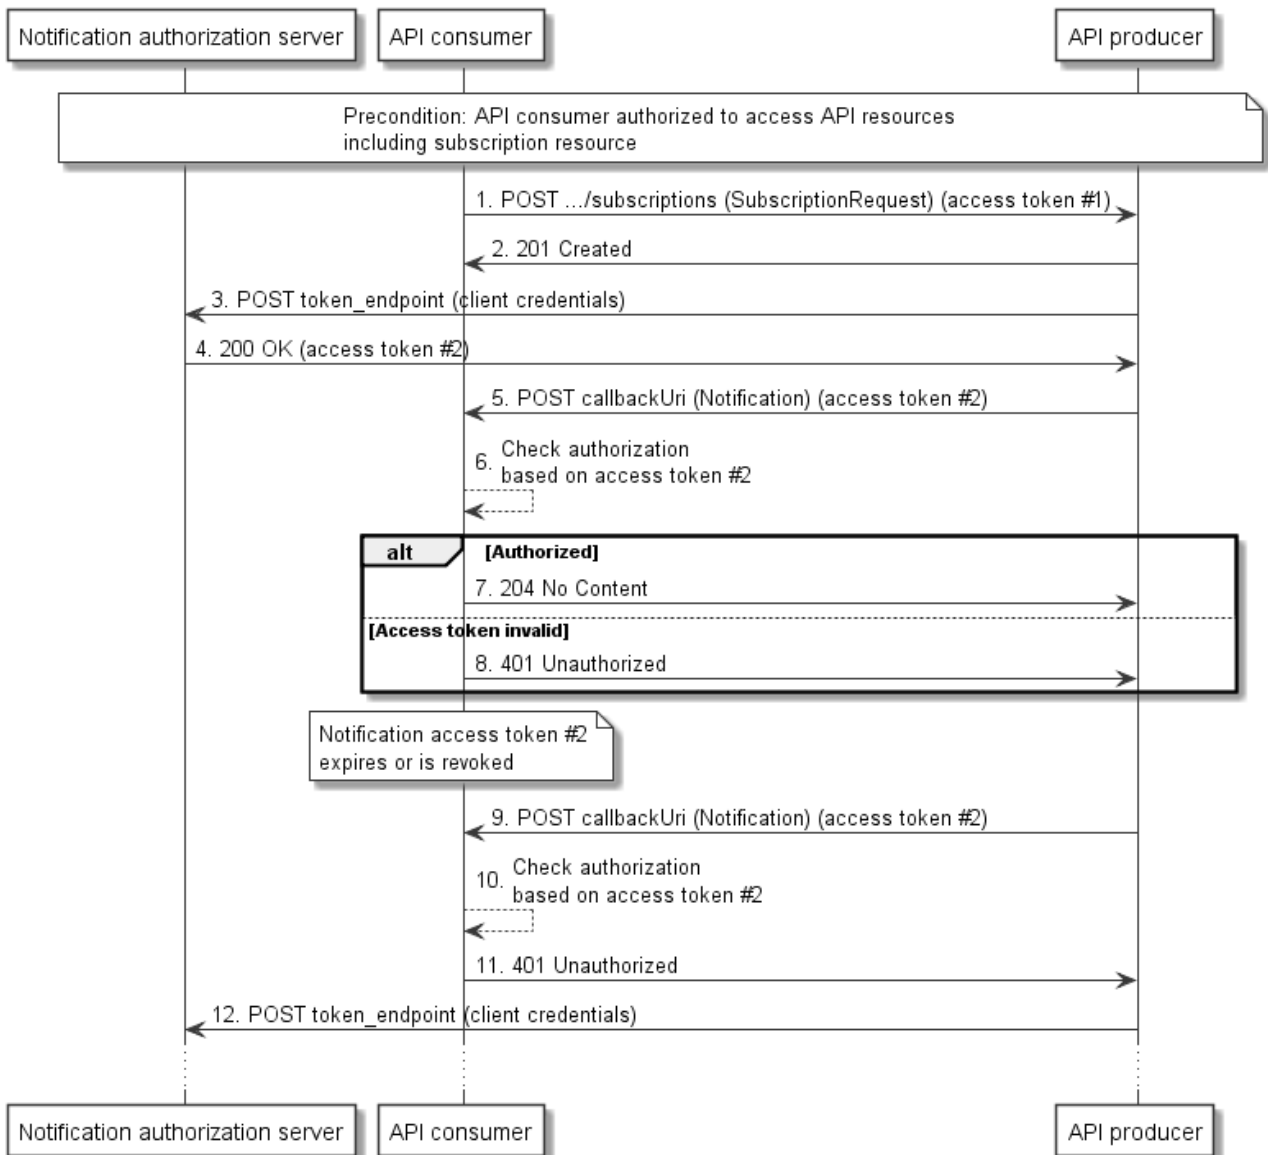 Notification authorization server
API consumer
API producer
Precondition: API consumer authorized to access API resources
including subscription resource
1. POST .../subscriptions (SubscriptionRequest) (access token #1)
2. 201 Created
3. POST token_endpoint (client credentials)
4. 200 OK (access token #2)
5. POST callbackUri (Notification) (access token #2)
6. Check authorization
based on access token #2
alt [Authorized]
7. 204 No Content
[Access token invalid]
8. 401 Unauthorized
Notification access token #2
expires or is revoked
9. POST callbackUri (Notification) (access token #2)
10. Check authorization
based on access token #2
11. 401 Unauthorized
12. POST token_endpoint (client credentials)
Notification authorization server
API consumer
API producer